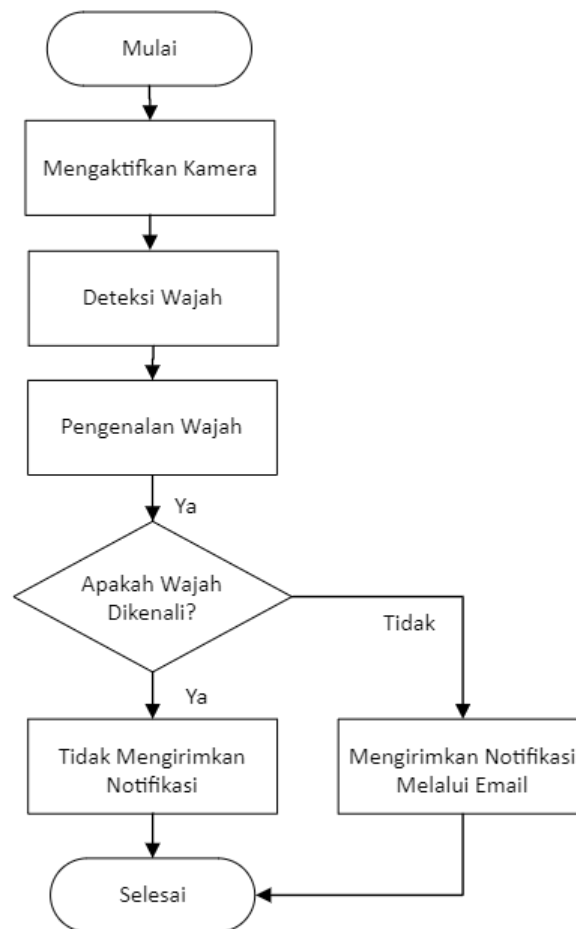 Mulai
Mengaktifkan Kamera
Deteksi Wajah
Pengenalan Wajah
Ya
Apakah Wajah
Dikenali?
Tidak
Ya
Tidak Mengirimkan
Notifikasi
Mengirimkan Notifikasi
Melalui Email
Selesai